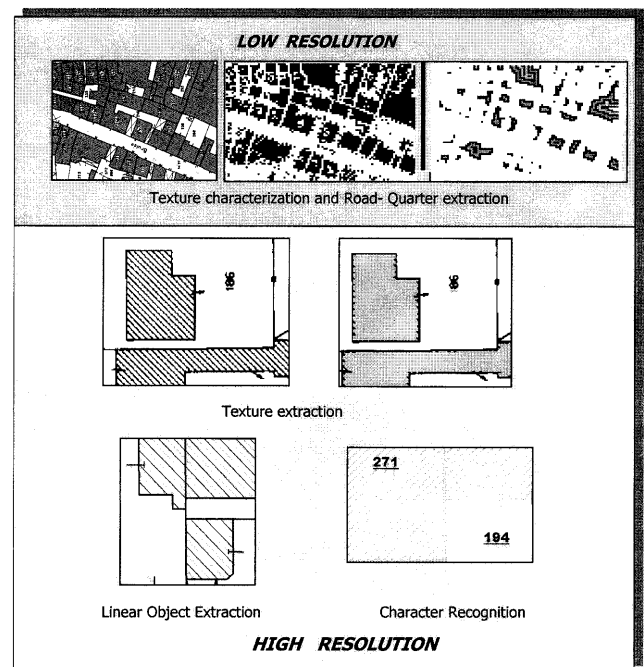 LOW RESOLUTION
Texture characterization and Road- Quarter extraction
186
Texture extraction
271
194
Linear Object Extraction
Character Recognition
HIGH RESOLUTION